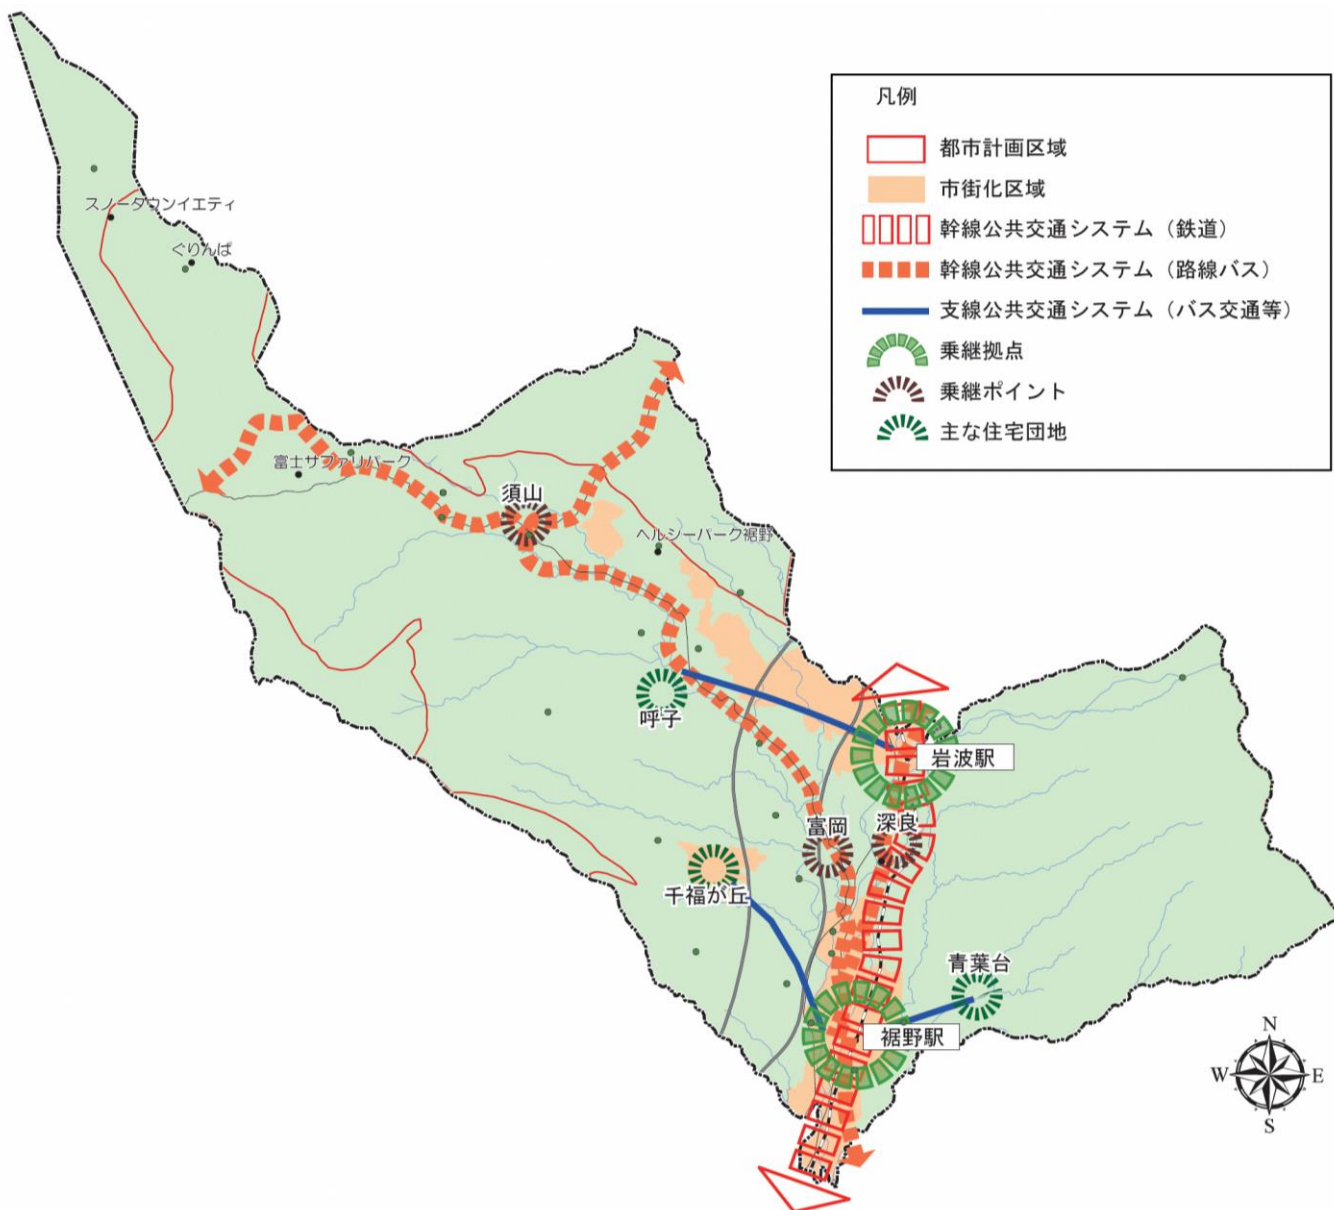 凡例
都市計画区域
市街化区域
幹線公共交通システム（鉄道）
幹線公共交通システム（路線バス）
支線公共交通システム（バス交通等）
乗継拠点
乗継ポイント
主な住宅団地
スノータウンイエティ
ぐりんぱ
富士サファリパーク
須山
ヘルシーパーク裾野
呼子
岩波駅
富岡
深良
千福が丘
青葉台
裾野駅
N
W
E
S